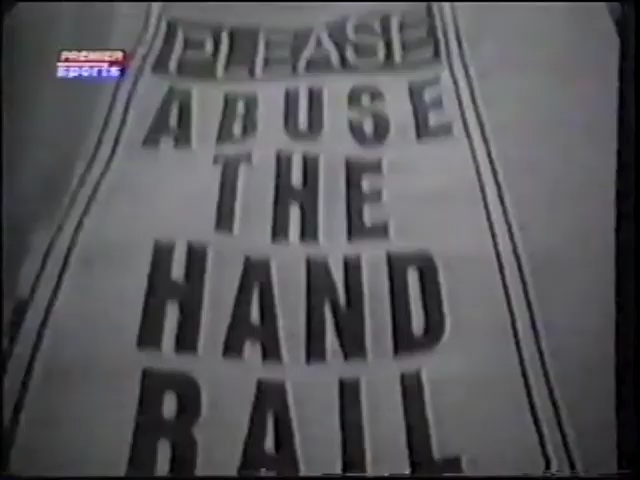 PREMIER
sports
PLEASE
ABUSE
THE
HAND
RAIL